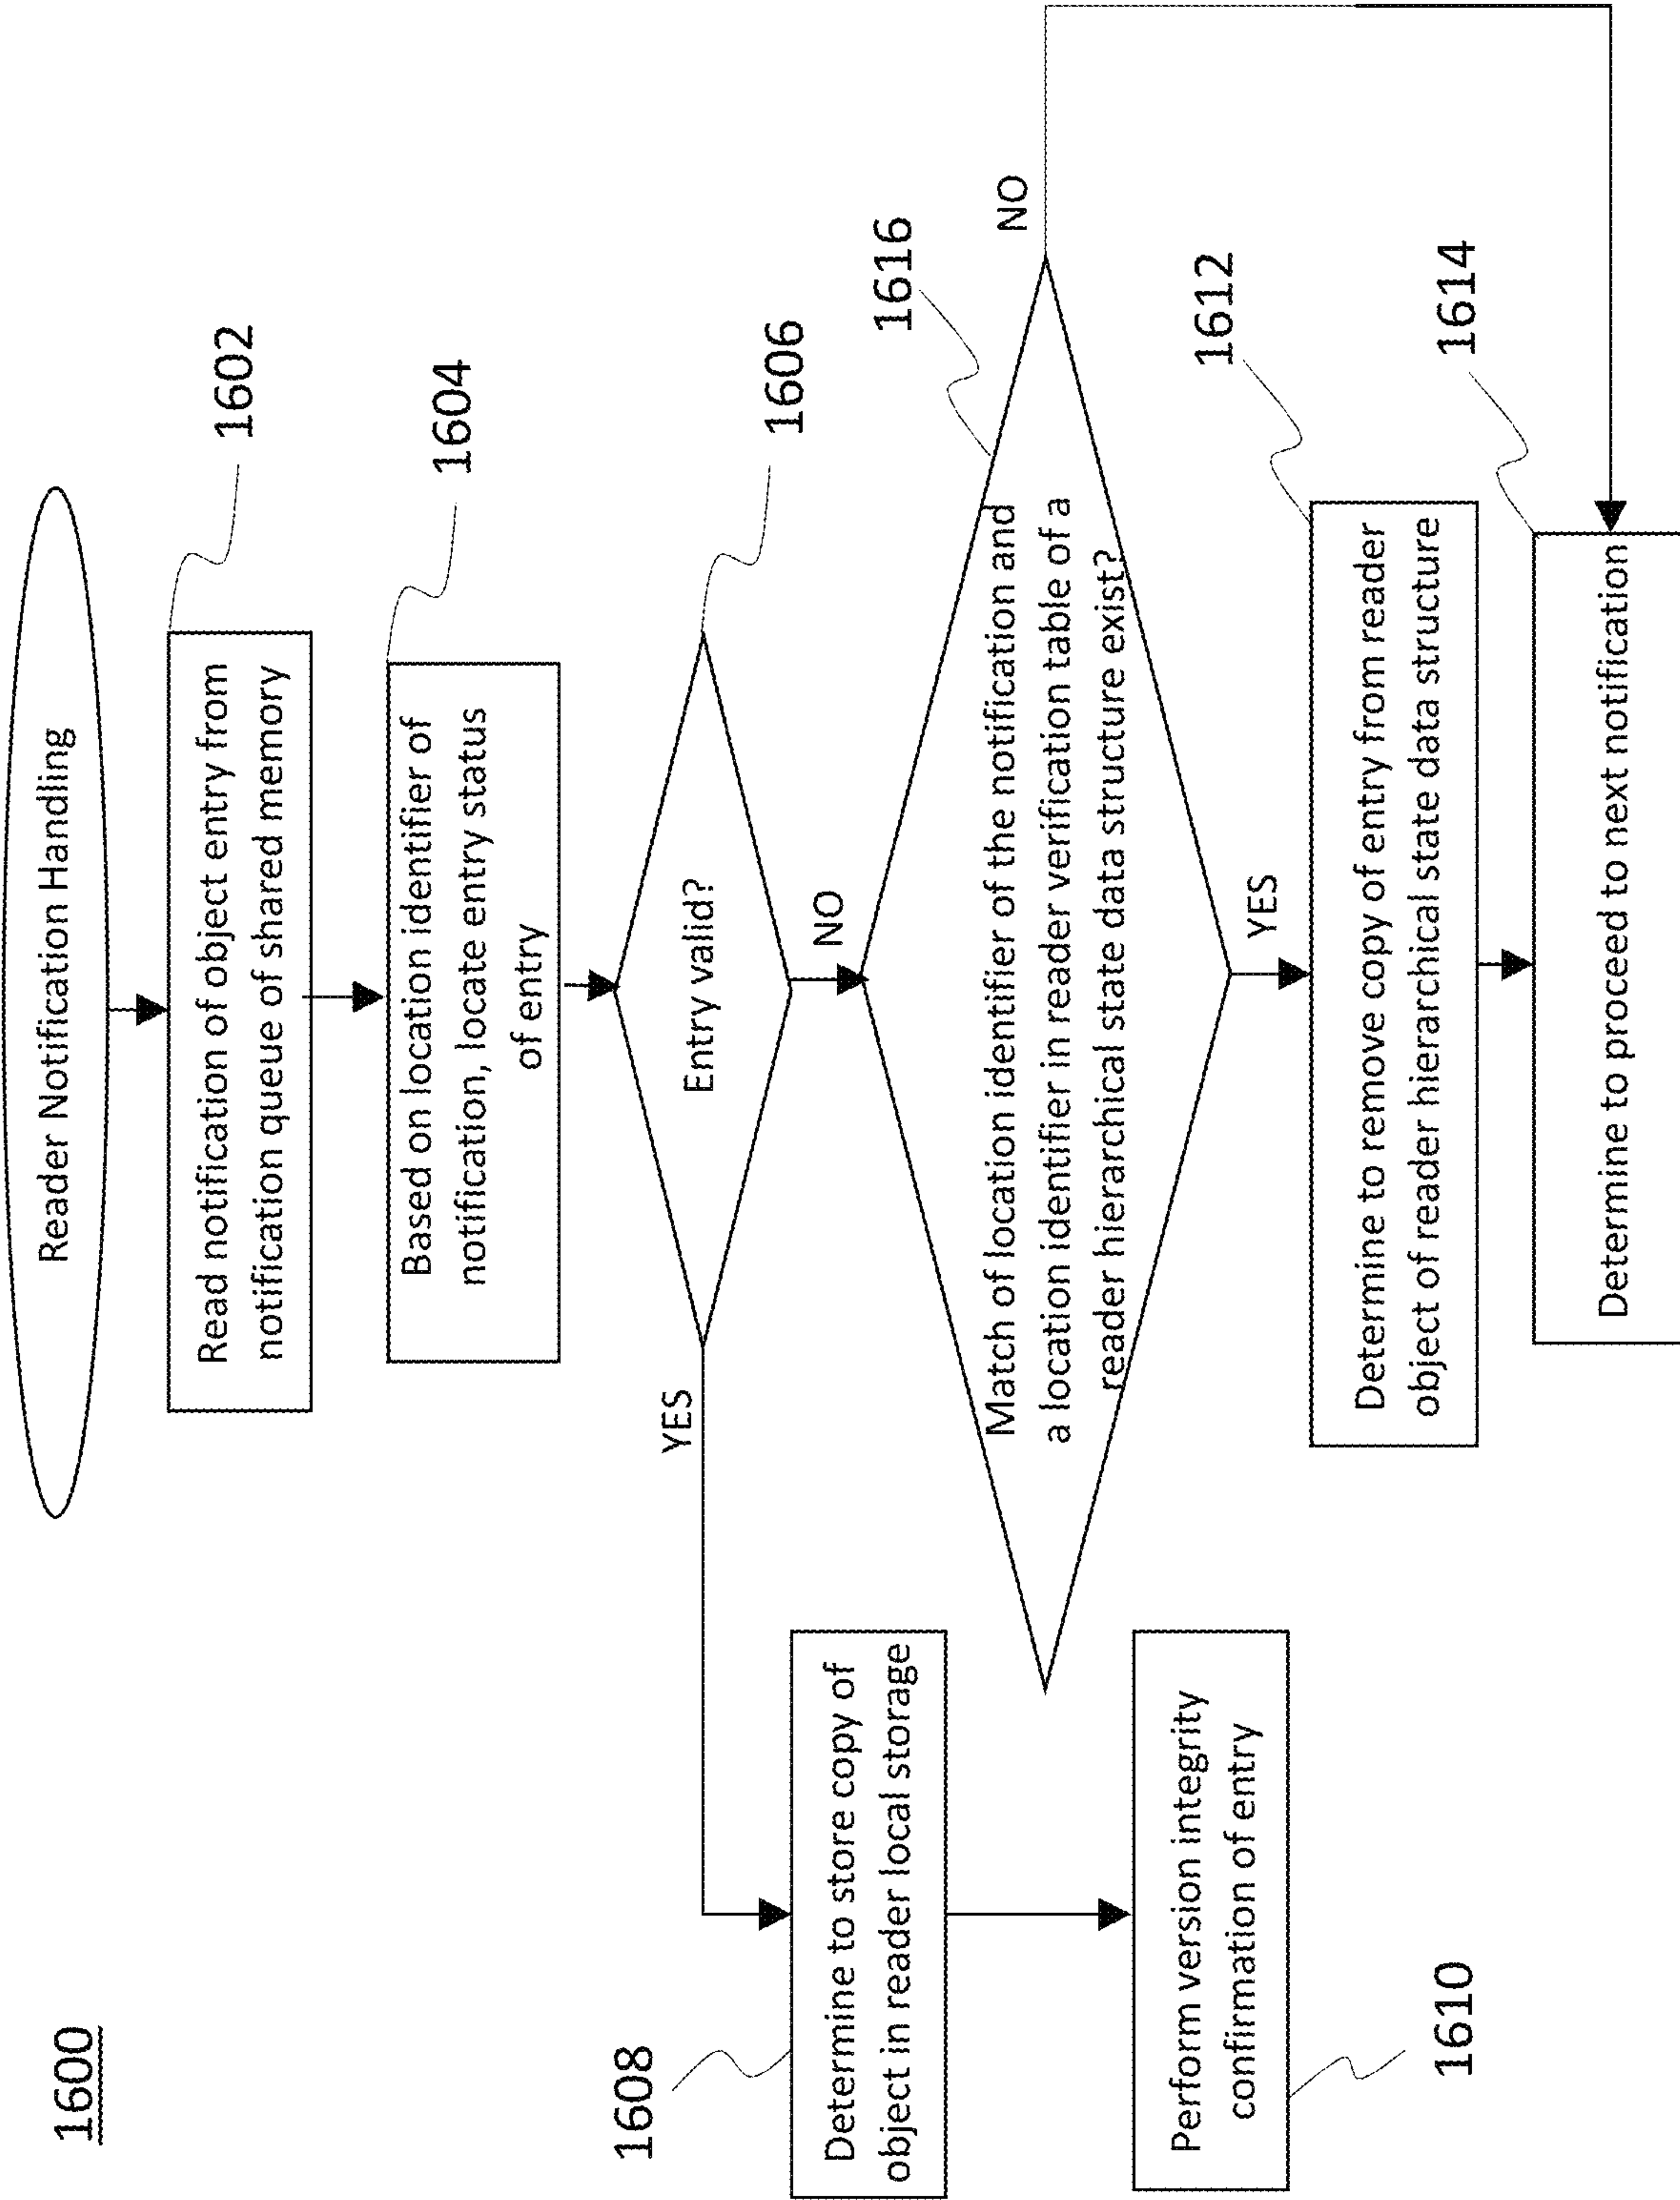 1600
Reader Notification Handling
1602
Read notification of object entry from
notification queue of shared memory
1604
Based on location identifier of
notification, locate entry status
of entry
1606
Entry valid?
YES
NO
1608
Determine to store copy of
object in reader local storage
1616
Match of location identifier of the notification and
a location identifier in reader verification table of a
reader hierarchical state data structure exist?
NO
YES
1610
Perform version integrity
confirmation of entry
1612
Determine to remove copy of entry from reader
object of reader hierarchical state data structure
1614
Determine to proceed to next notification